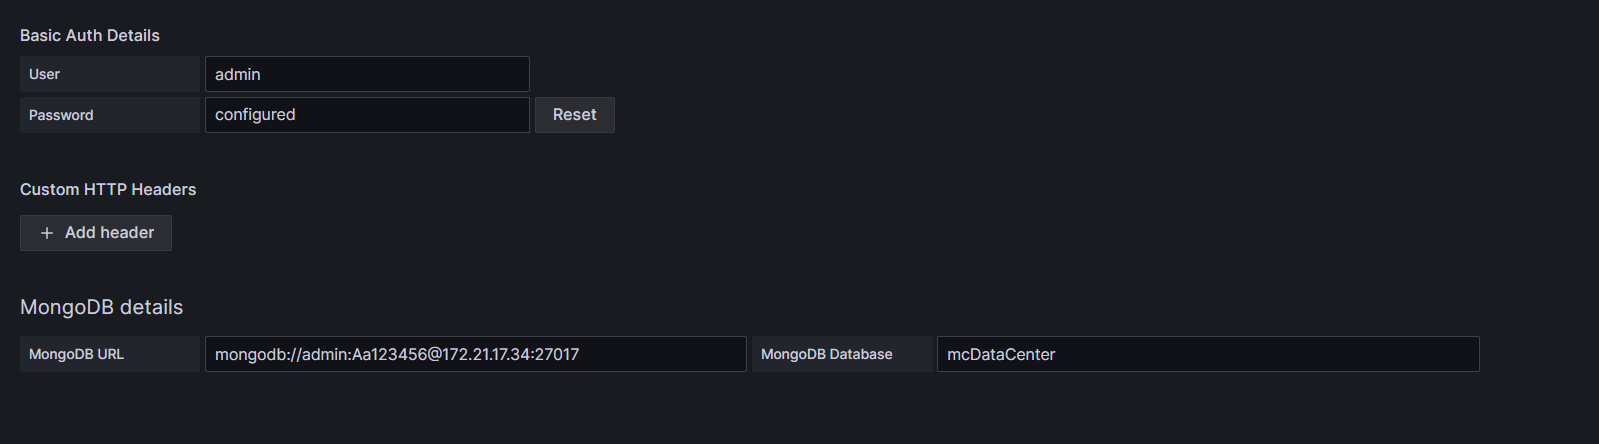 Basic Auth Details
User admin
Password configured Reset
Custom HTTP Headers
+ Add header
MongoDB details
MongoDB URL mongodb://admin:Aa123456@172.21.17.34:27017 MongoDB Database mcDataCenter